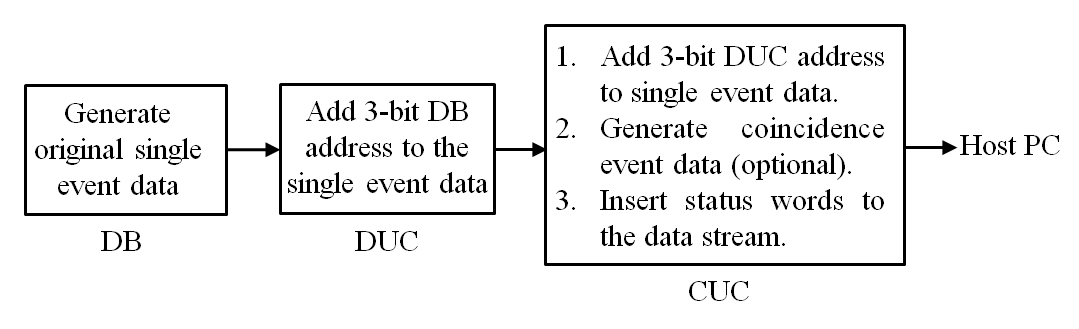 Generate
original single
event data
DB
Add 3-bit DB
address to the
single event data
DUC
1. Add 3-bit DUC address
to single event data.
2. Generate coincidence
event data (optional).
3. Insert status words to
the data stream.
CUC
Host PC